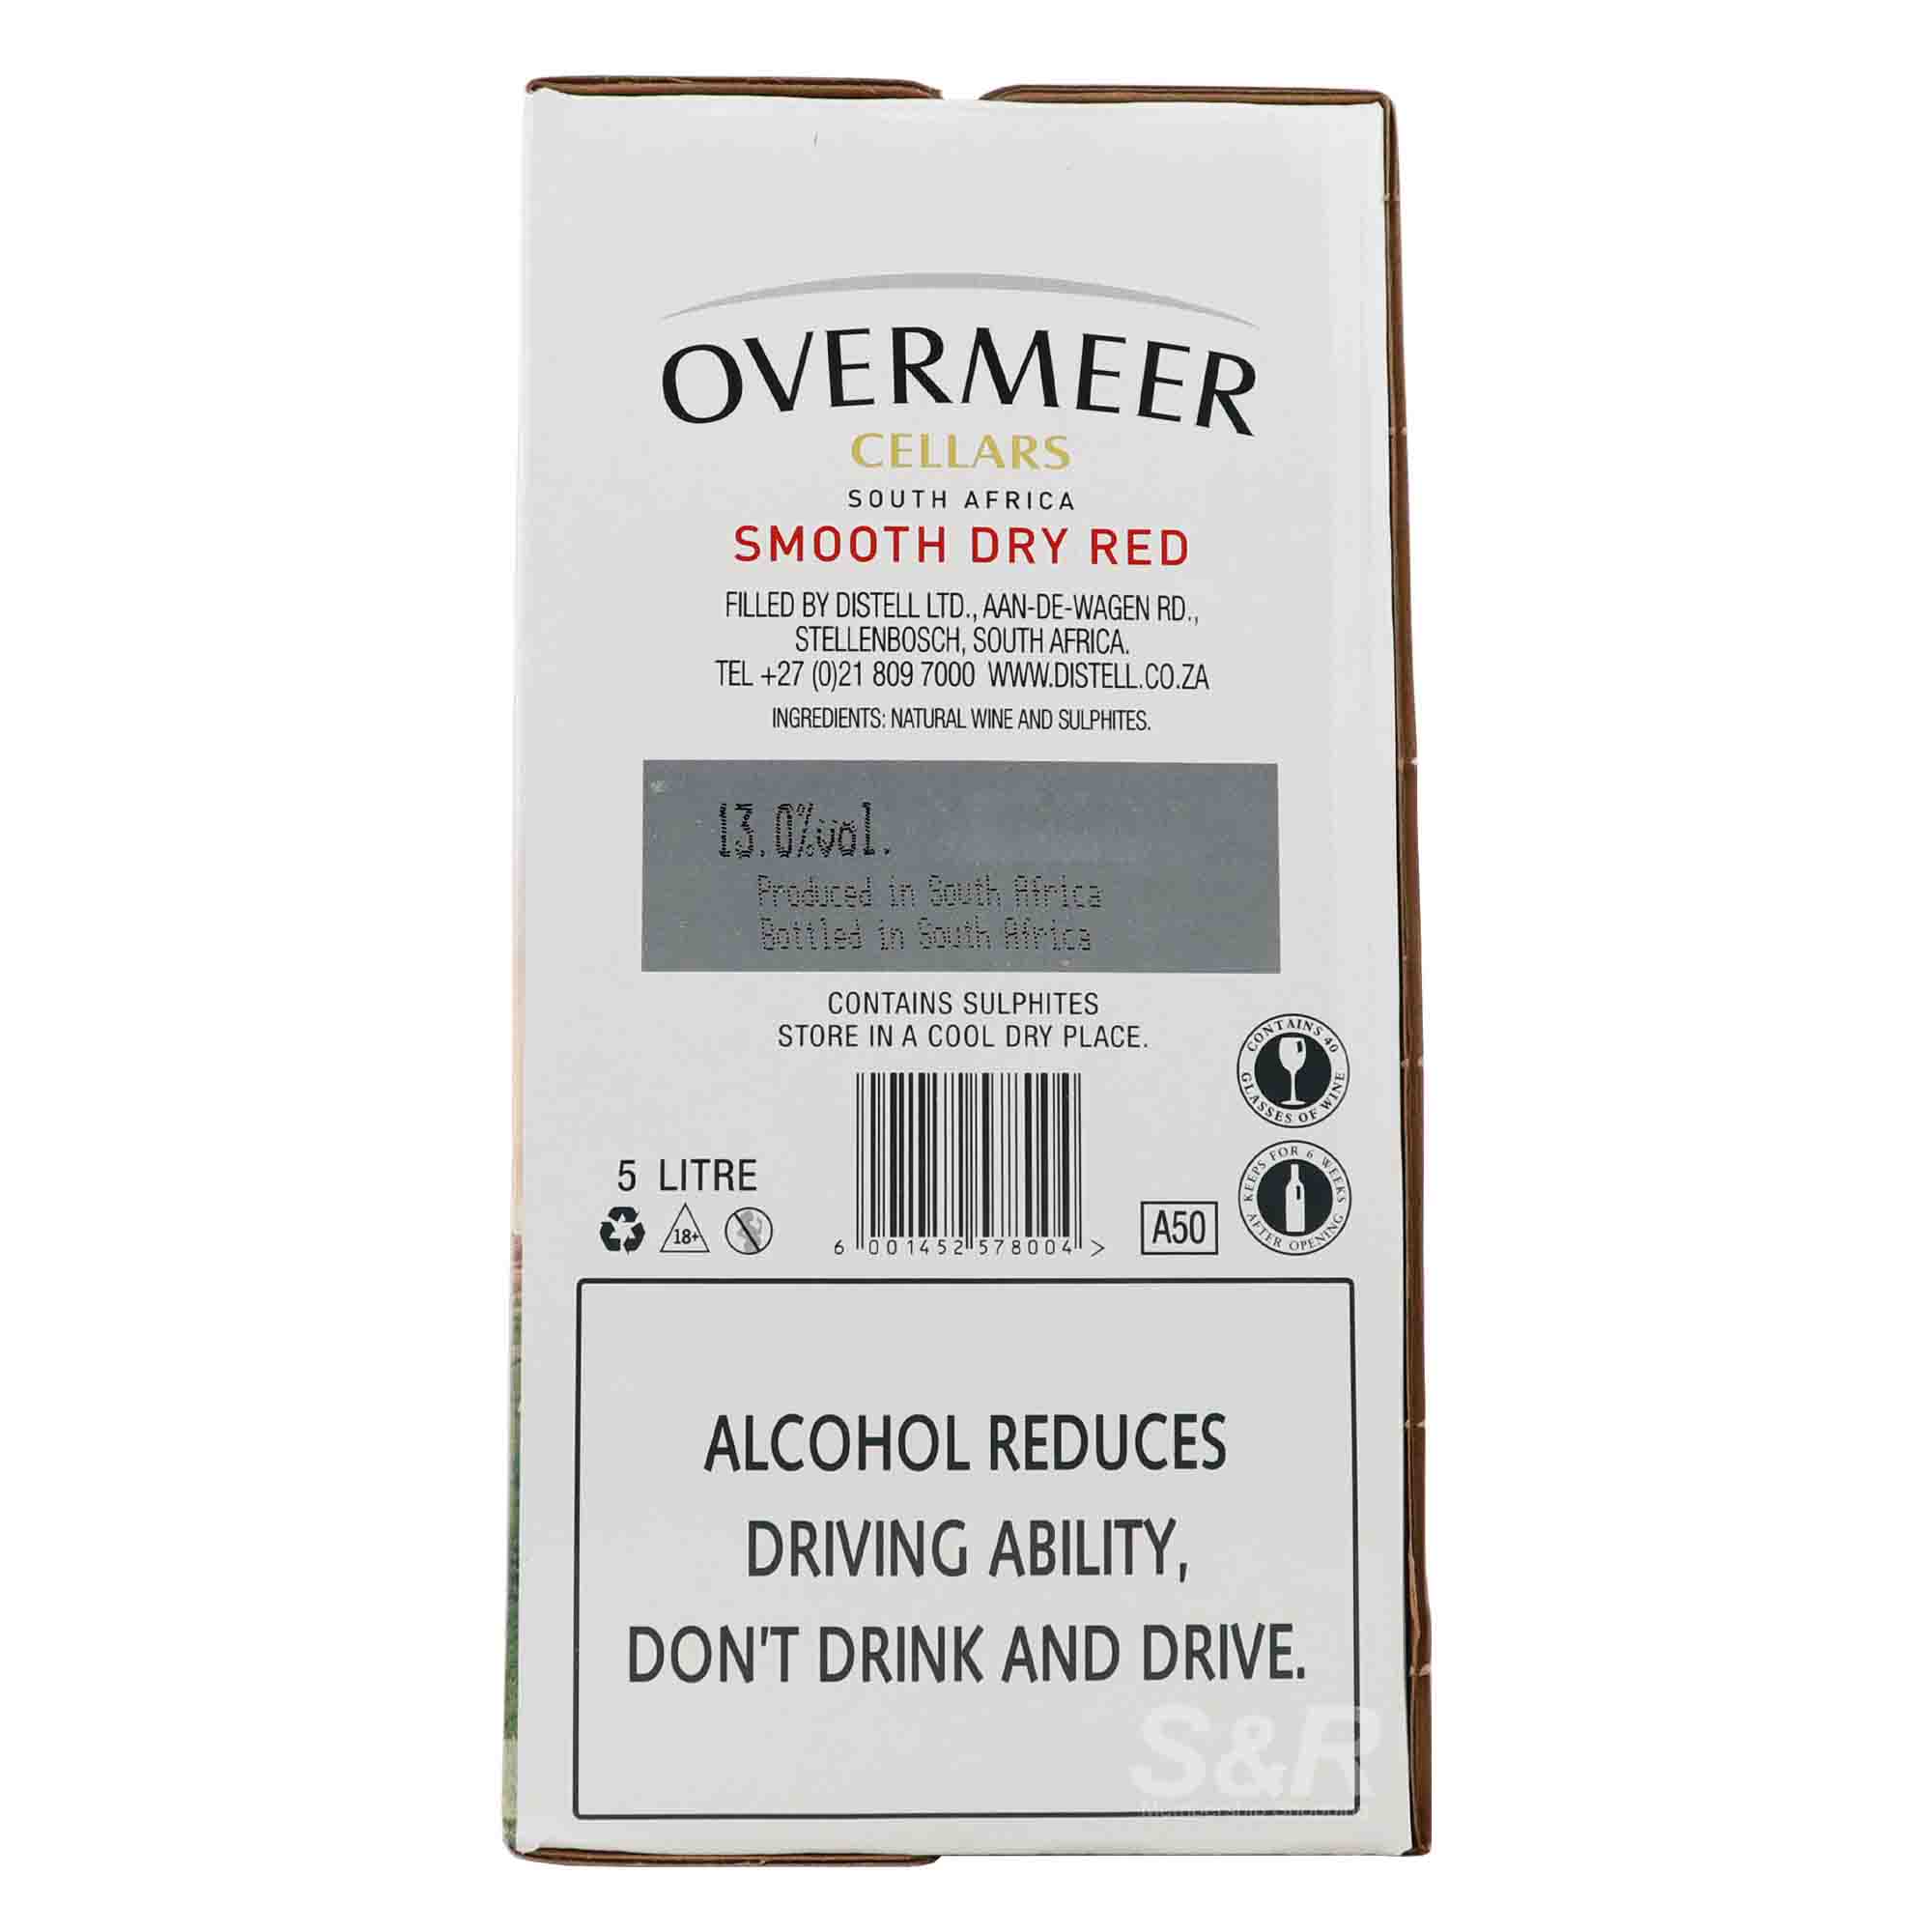 OVERMEER
CELLARS
SOUTH AFRICA
SMOOTH DRY RED
FILLED BY DISTELL LTD., AAN-DE-WAGEN RD.,
STELLENBOSCH, SOUTH AFRICA.
TEL +27 (0)21 809 7000 WWW.DISTELL.CO.ZA
INGREDIENTS: NATURAL WINE AND SULPHITES.
13.0%vol.
Produced in South Africa
Bottled in South Africa
CONTAINS SULPHITES
STORE IN A COOL DRY PLACE.
CONTAINS 40 GLASSES OF WINE
KEEPS FOR 6 WEEKS AFTER OPENING
5 LITRE
18+
6 001452 578004 >
A50
ALCOHOL REDUCES
DRIVING ABILITY,
DON'T DRINK AND DRIVE.
S&R
Membership Shopping